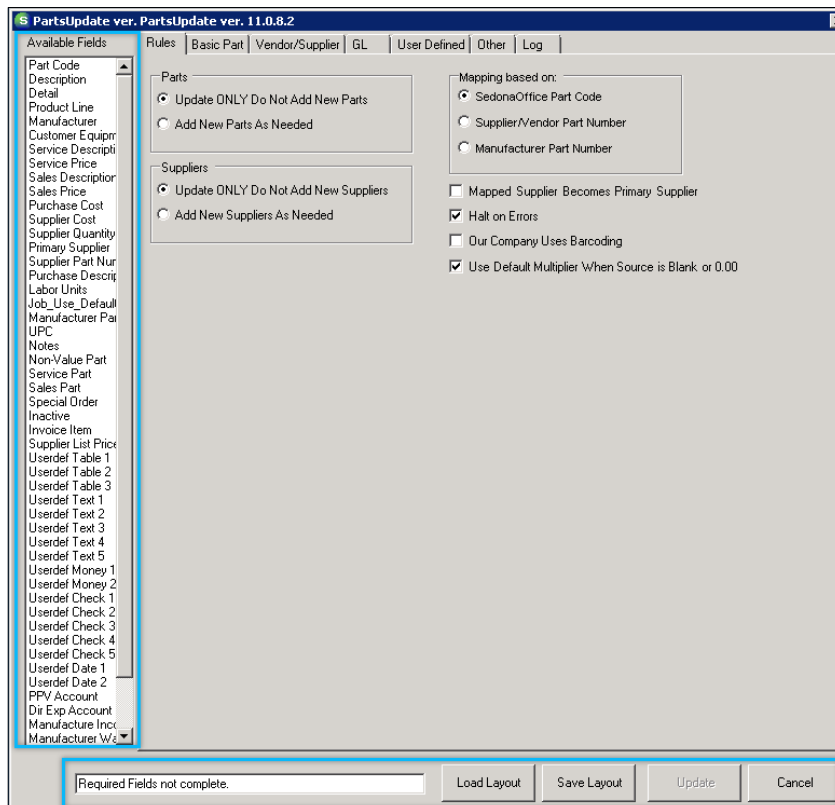 S PartsUpdate ver. PartsUpdate ver. 11.0.8.2
Available Fields
Rules Basic Part Vendor/Supplier GL User Defined Other Log
Part Code
Description
Detail
Product Line
Manufacturer
Customer Equipm
Service Descripti
Service Price
Sales Description
Sales Price
Purchase Cost
Supplier Cost
Supplier Quantity
Primary Supplier
Supplier Part Num
Purchase Descrip
Labor Units
Job_Use_Default
Manufacturer Par
UPC
Notes
Non-Value Part
Service Part
Sales Part
Special Order
Inactive
Invoice Item
Supplier List Price
Userdef Table 1
Userdef Table 2
Userdef Table 3
Userdef Text 1
Userdef Text 2
Userdef Text 3
Userdef Text 4
Userdef Text 5
Userdef Money 1
Userdef Money 2
Userdef Check 1
Userdef Check 2
Userdef Check 3
Userdef Check 4
Userdef Check 5
Userdef Date 1
Userdef Date 2
PPV Account
Dir Exp Account
Manufacture Inco
Manufacturer Wa
Parts
Update ONLY Do Not Add New Parts
Add New Parts As Needed
Suppliers
Update ONLY Do Not Add New Suppliers
Add New Suppliers As Needed
Mapping based on:
SedonaOffice Part Code
Supplier/Vendor Part Number
Manufacturer Part Number
Mapped Supplier Becomes Primary Supplier
Halt on Errors
Our Company Uses Barcoding
Use Default Multiplier When Source is Blank or 0.00
Required Fields not complete.
Load Layout Save Layout Update Cancel